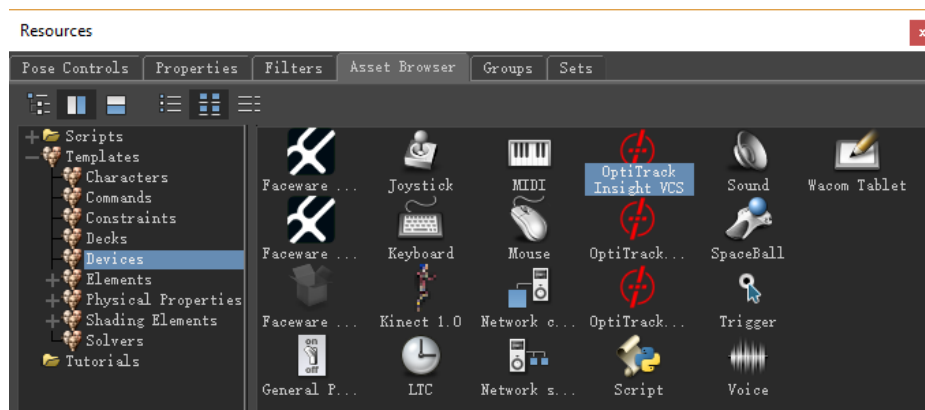 Resources
x
Pose Controls Properties Filters Asset Browser Groups Sets
Scripts
Templates
Characters
Commands
Constraints
Decks
Devices
Elements
Physical Properties
Shading Elements
Solvers
Tutorials
Faceware ... Joystick MIDI OptiTrack Insight VCS Sound Wacom Tablet
Faceware ... Keyboard Mouse OptiTrack... SpaceBall
Faceware ... Kinect 1.0 Network c... OptiTrack... Trigger
on
off
General P... LTC Network s... Script Voice